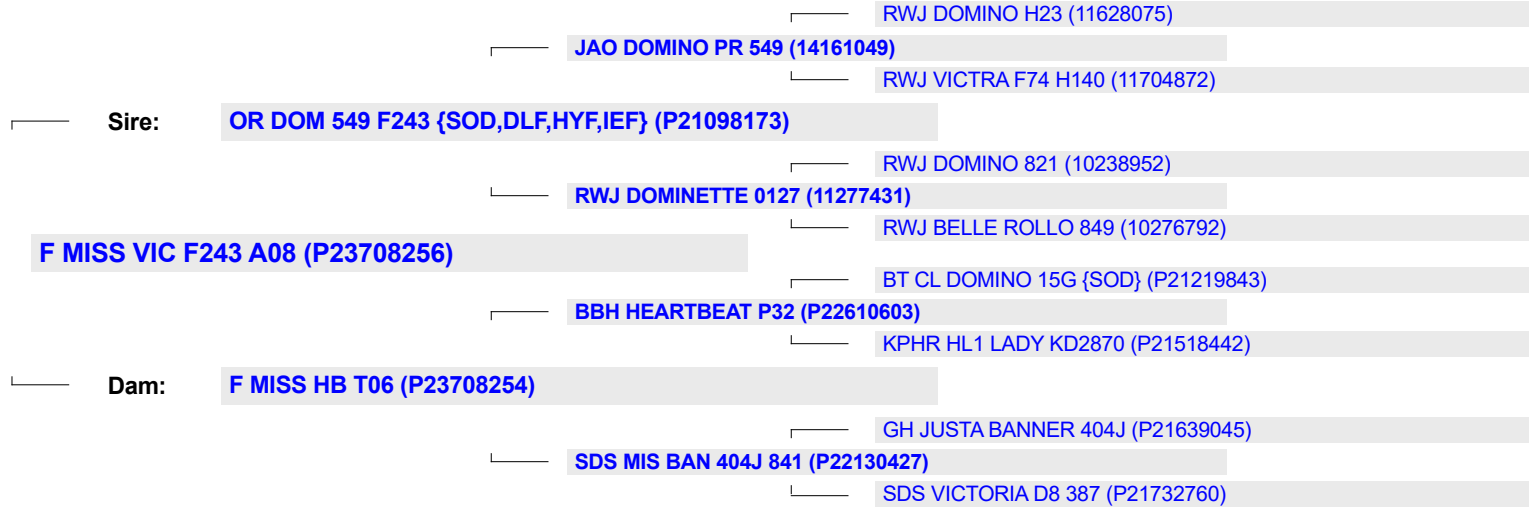 RWJ DOMINO H23 (11628075)
JAO DOMINO PR 549 (14161049)
RWJ VICTRA F74 H140 (11704872)
Sire: OR DOM 549 F243 {SOD,DLF,HYF,IEF} (P21098173)
RWJ DOMINO 821 (10238952)
RWJ DOMINETTE 0127 (11277431)
RWJ BELLE ROLLO 849 (10276792)
F MISS VIC F243 A08 (P23708256)
BT CL DOMINO 15G {SOD} (P21219843)
BBH HEARTBEAT P32 (P22610603)
KPHR HL1 LADY KD2870 (P21518442)
Dam: F MISS HB T06 (P23708254)
GH JUSTA BANNER 404J (P21639045)
SDS MIS BAN 404J 841 (P22130427)
SDS VICTORIA D8 387 (P21732760)